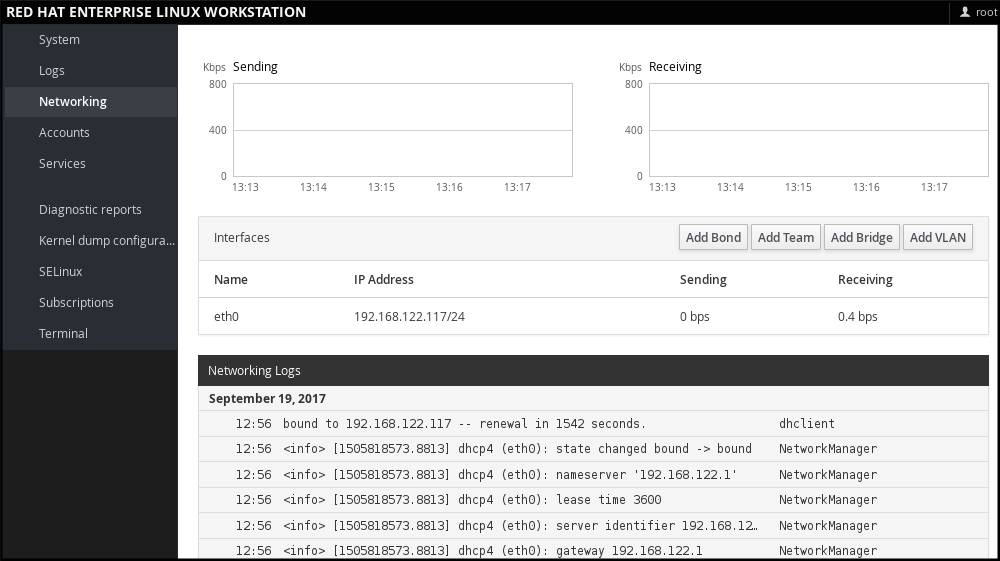 RED HAT ENTERPRISE LINUX WORKSTATION root
System
Logs
Networking
Accounts
Services
Diagnostic reports
Kernel dump configura...
SELinux
Subscriptions
Terminal
Kbps Sending
800
400
0
13:13 13:14 13:15 13:16 13:17
Kbps Receiving
800
400
0
13:13 13:14 13:15 13:16 13:17
Interfaces Add Bond Add Team Add Bridge Add VLAN
Name IP Address Sending Receiving
eth0 192.168.122.117/24 0 bps 0.4 bps
Networking Logs
September 19, 2017
12:56 bound to 192.168.122.117 -- renewal in 1542 seconds. dhclient
12:56 <info> [1505818573.8813] dhcp4 (eth0): state changed bound -> bound NetworkManager
12:56 <info> [1505818573.8813] dhcp4 (eth0): nameserver '192.168.122.1' NetworkManager
12:56 <info> [1505818573.8813] dhcp4 (eth0): lease time 3600 NetworkManager
12:56 <info> [1505818573.8813] dhcp4 (eth0): server identifier 192.168.12… NetworkManager
12:56 <info> [1505818573.8813] dhcp4 (eth0): gateway 192.168.122.1 NetworkManager